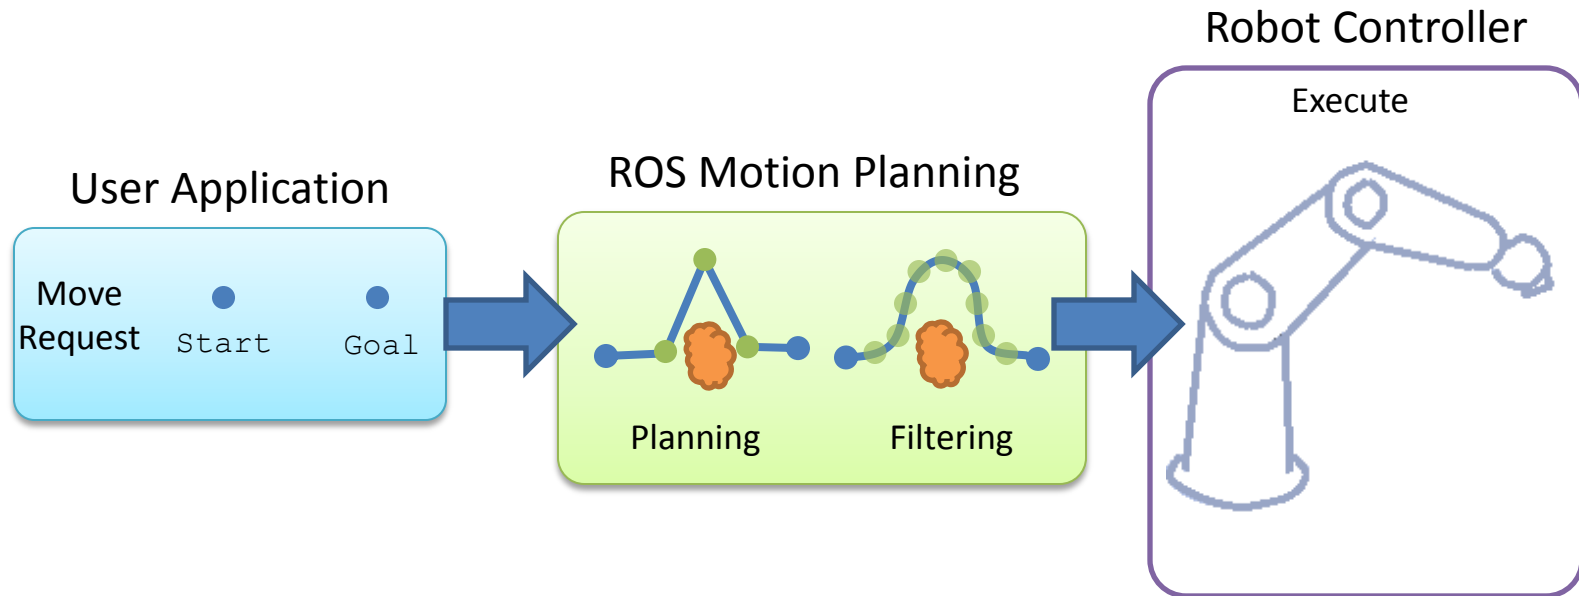 User Application
Move
Request
Start
Goal
ROS Motion Planning
Planning
Filtering
Robot Controller
Execute